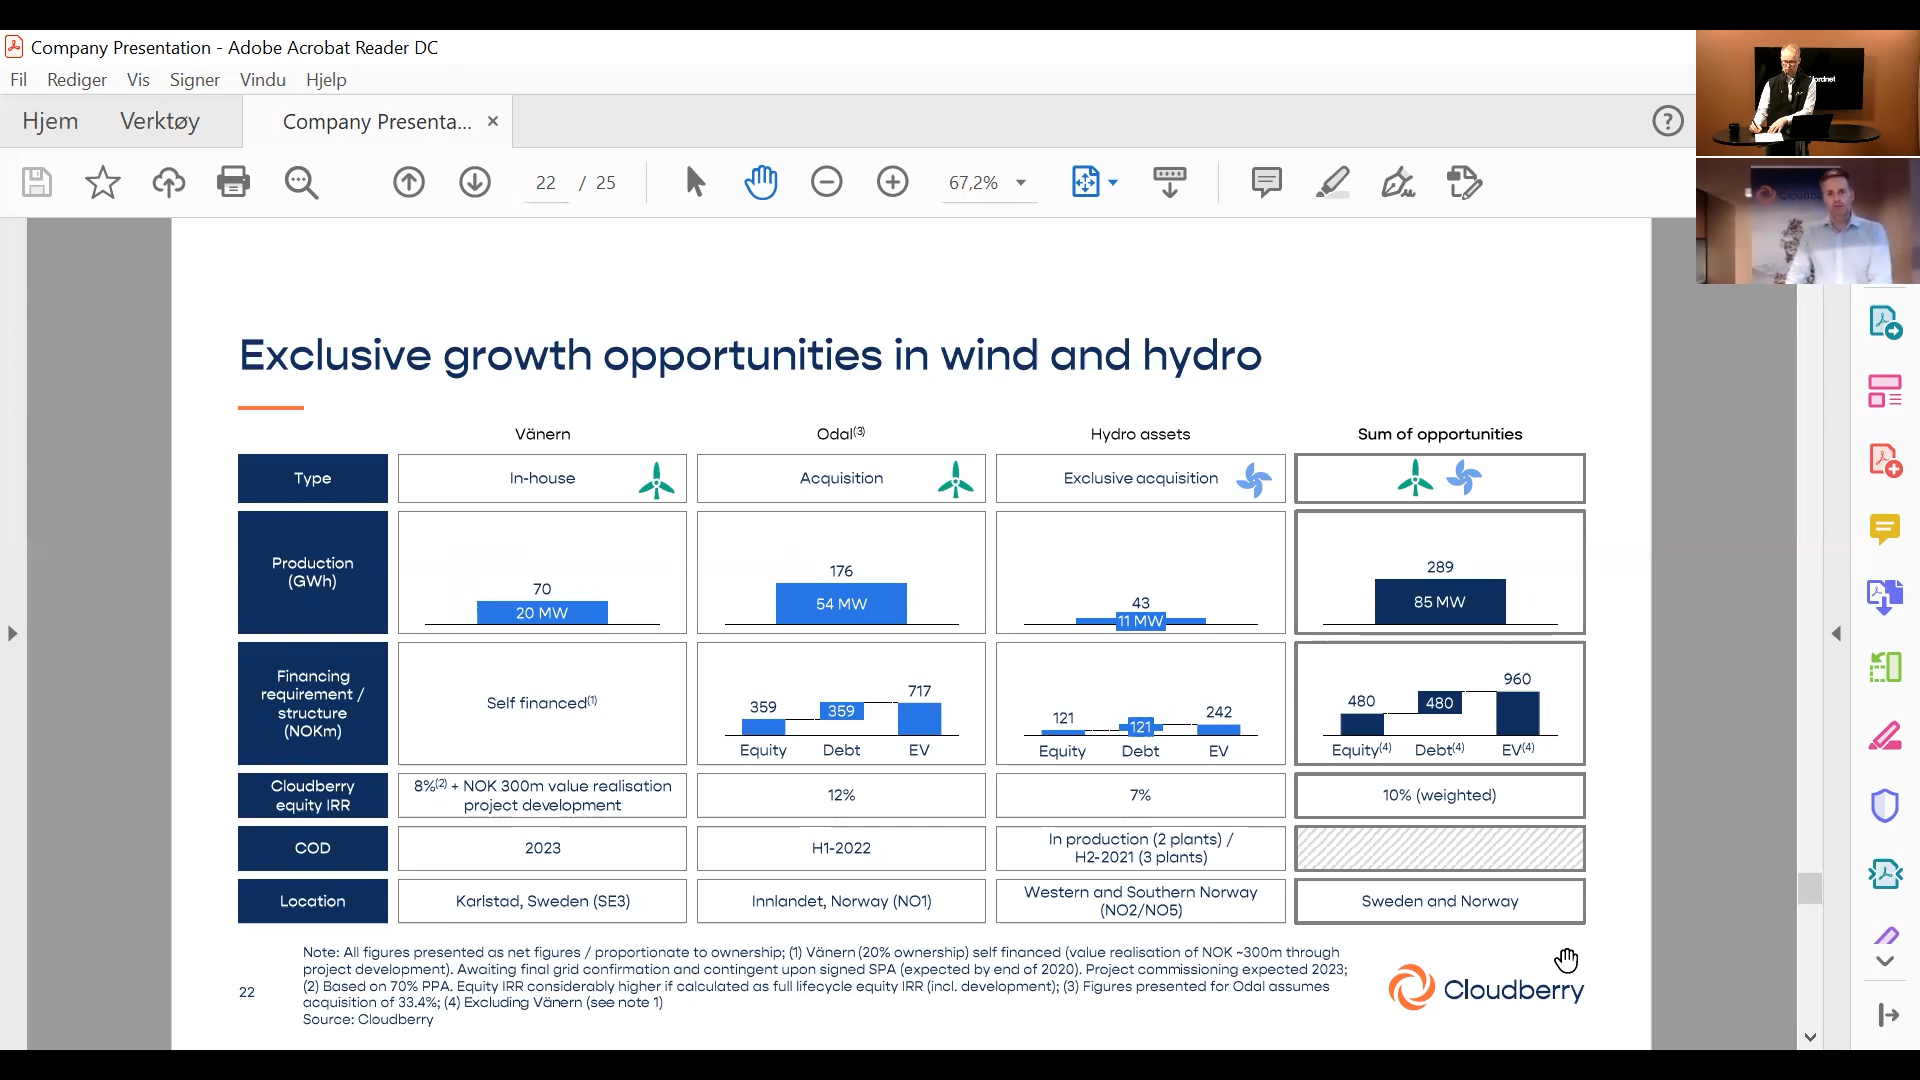 Company Presentation - Adobe Acrobat Reader DC
Fil Rediger Vis Signer Vindu Hjelp
Hjem Verktøy Company Presenta... ×
22 / 25 67,2%
Exclusive growth opportunities in wind and hydro
Vänern Odal(3) Hydro assets Sum of opportunities
Type In-house Acquisition Exclusive acquisition
Production
(GWh)
70
20 MW
176
54 MW
43
11 MW
289
85 MW
Financing
requirement /
structure
(NOKm)
Self financed(1)
359 359 717
Equity Debt EV
121 121 242
Equity Debt EV
480 480 960
Equity(4) Debt(4) EV(4)
Cloudberry
equity IRR
8%(2) + NOK 300m value realisation
project development
12%
7%
10% (weighted)
COD
2023
H1-2022
In production (2 plants) /
H2-2021 (3 plants)
Location
Karlstad, Sweden (SE3)
Innlandet, Norway (NO1)
Western and Southern Norway
(NO2/NO5)
Sweden and Norway
Note: All figures presented as net figures / proportionate to ownership; (1) Vänern (20% ownership) self financed (value realisation of NOK ~300m through
project development). Awaiting final grid confirmation and contingent upon signed SPA (expected by end of 2020). Project commissioning expected 2023;
(2) Based on 70% PPA. Equity IRR considerably higher if calculated as full lifecycle equity IRR (incl. development); (3) Figures presented for Odal assumes
acquisition of 33.4%; (4) Excluding Vänern (see note 1)
Source: Cloudberry
22
Cloudberry